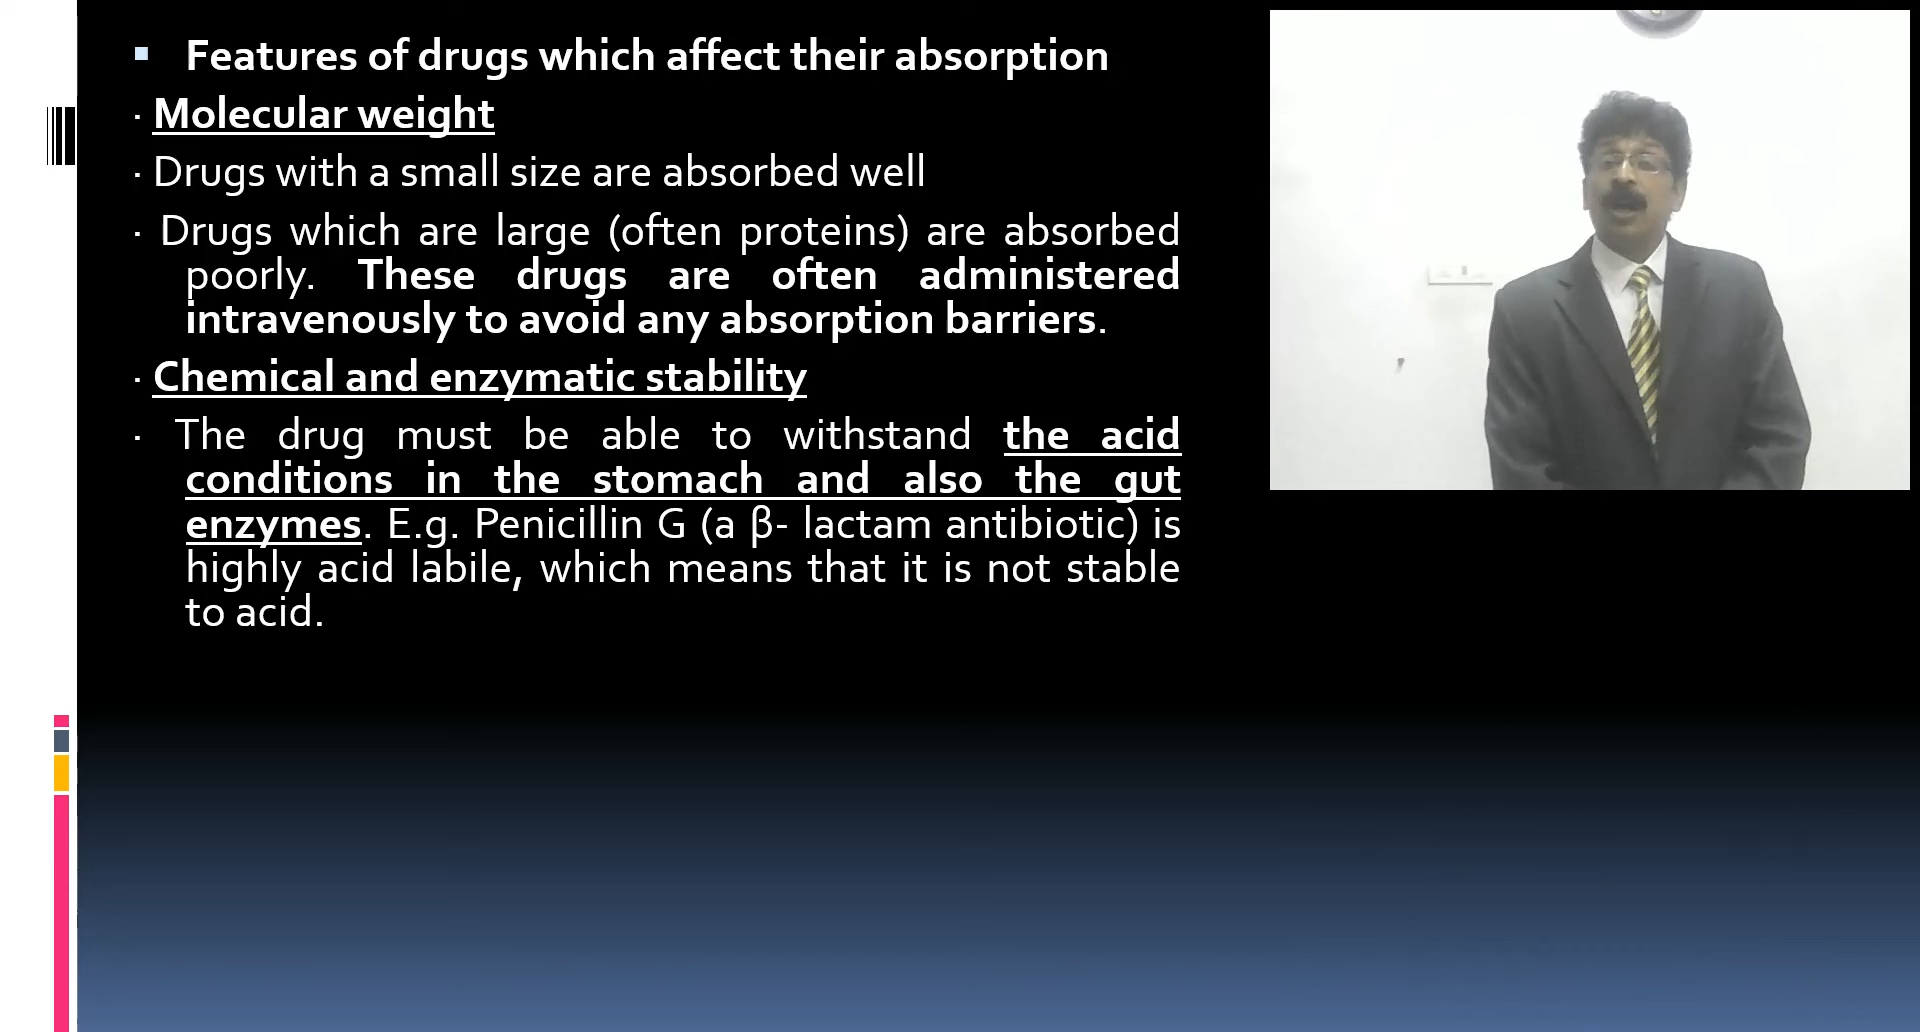 Features of drugs which affect their absorption
· Molecular weight
· Drugs with a small size are absorbed well
· Drugs which are large (often proteins) are absorbed
poorly. These drugs are often administered
intravenously to avoid any absorption barriers.
· Chemical and enzymatic stability
· The drug must be able to withstand the acid
conditions in the stomach and also the gut
enzymes. E.g. Penicillin G (a β- lactam antibiotic) is
highly acid labile, which means that it is not stable
to acid.